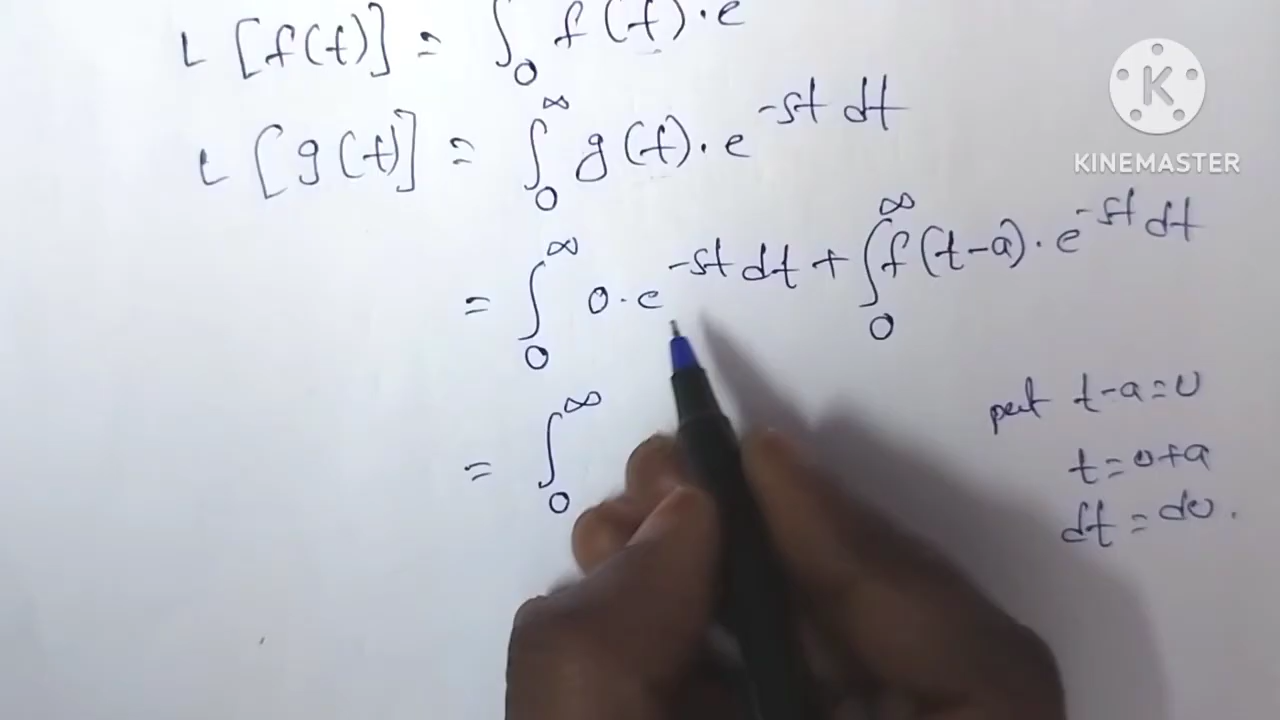 L [f(t)] = ∫₀ f(t)·e
L [g(t)] = ∫₀^∞ g(t)·e^-st dt
= ∫₀^∞ 0·e^-st dt + ∫₀^∞ f(t-a)·e^-st dt
= ∫₀^∞
put t-a=u
t=u+a
dt=du.
KINEMASTER